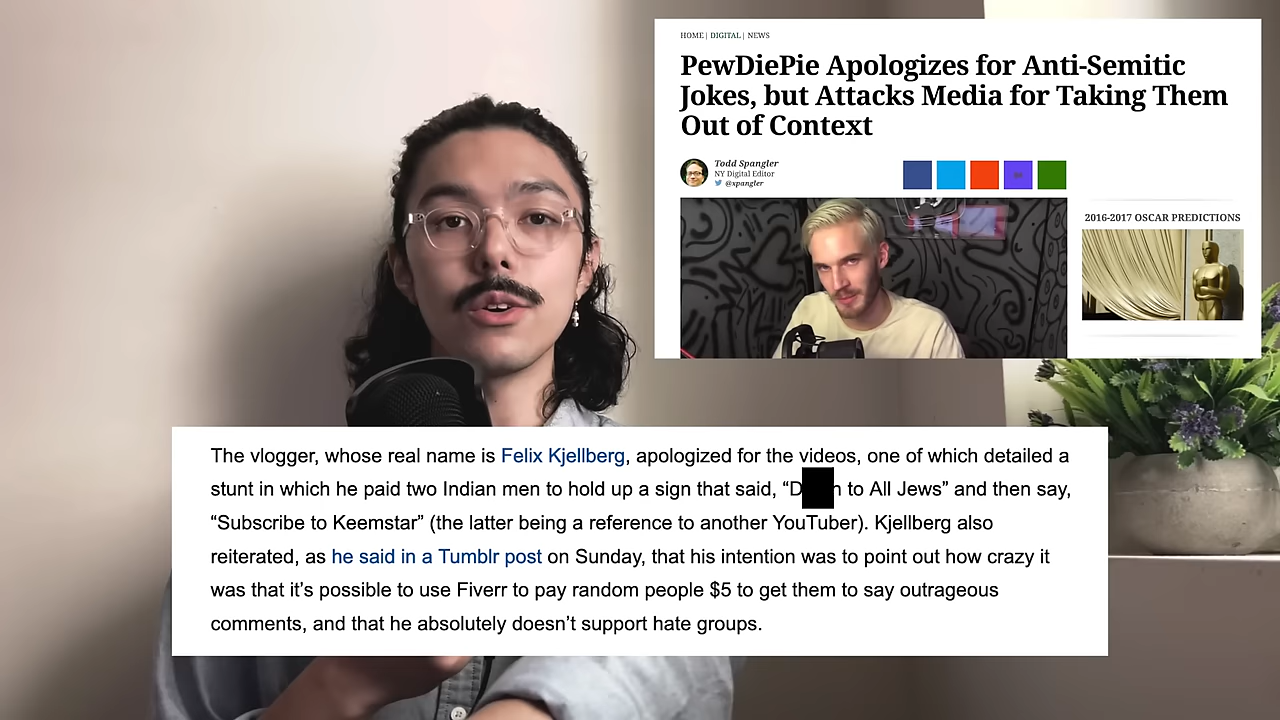 HOME | DIGITAL | NEWS
PewDiePie Apologizes for Anti-Semitic
Jokes, but Attacks Media for Taking Them
Out of Context
Todd Spangler
NY Digital Editor
@xpangler
2016-2017 OSCAR PREDICTIONS
The vlogger, whose real name is Felix Kjellberg, apologized for the videos, one of which detailed a
stunt in which he paid two Indian men to hold up a sign that said, “D n to All Jews” and then say,
“Subscribe to Keemstar” (the latter being a reference to another YouTuber). Kjellberg also
reiterated, as he said in a Tumblr post on Sunday, that his intention was to point out how crazy it
was that it’s possible to use Fiverr to pay random people $5 to get them to say outrageous
comments, and that he absolutely doesn’t support hate groups.